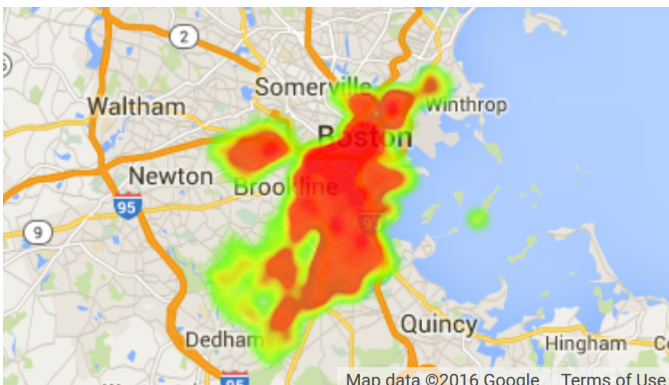 2
Somerville
Waltham
Winthrop
Boston
Newton
Brookline
95
93
9
Quincy
Dedham
Hingham
95
Map data ©2016 Google Terms of Use